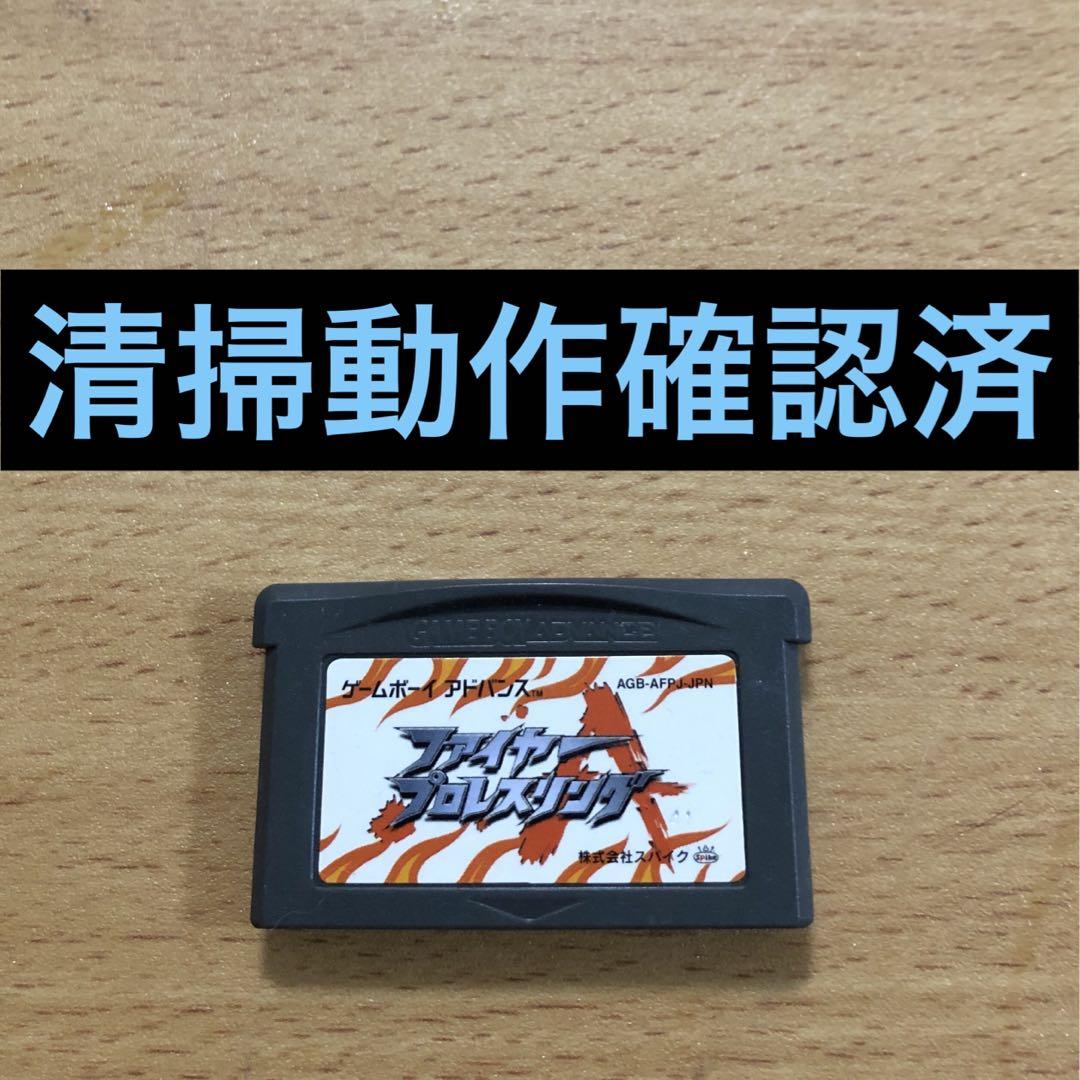 清掃動作確認済
GAME BOY ADVANCE
ゲームボーイ アドバンス™
AGB-AFPJ-JPN
ファイヤー
プロレスリング
A
株式会社スパイク
Spike